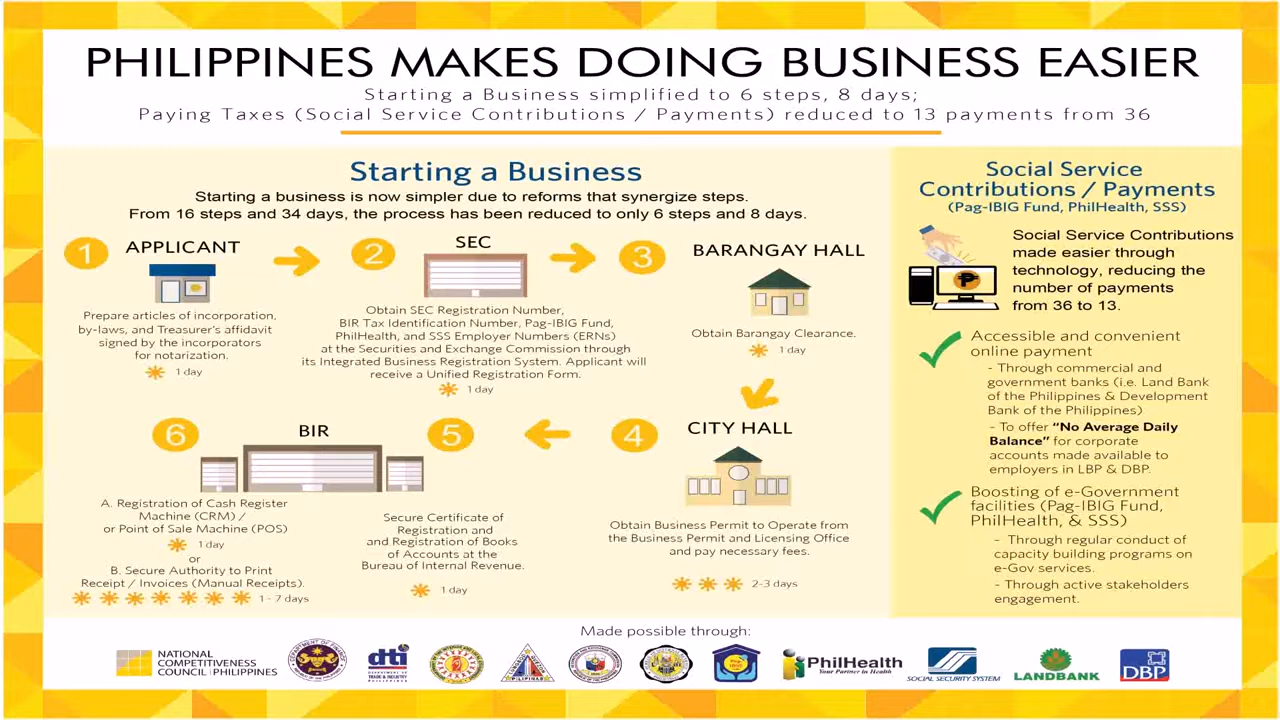 PHILIPPINES MAKES DOING BUSINESS EASIER
Starting a Business simplified to 6 steps, 8 days;
Paying Taxes (Social Service Contributions / Payments) reduced to 13 payments from 36
Starting a Business
Starting a business is now simpler due to reforms that synergize steps.
From 16 steps and 34 days, the process has been reduced to only 6 steps and 8 days.
1
APPLICANT
Prepare articles of incorporation,
by-laws, and Treasurer's affidavit
signed by the incorporators
for notarization.
1 day
2
SEC
Obtain SEC Registration Number,
BIR Tax Identification Number, Pag-IBIG Fund,
PhilHealth, and SSS Employer Numbers (ERNs)
at the Securities and Exchange Commission through
its Integrated Business Registration System. Applicant will
receive a Unified Registration Form.
1 day
3
BARANGAY HALL
Obtain Barangay Clearance.
1 day
4
CITY HALL
Obtain Business Permit to Operate from
the Business Permit and Licensing Office
and pay necessary fees.
2-3 days
5
Secure Certificate of
Registration and
and Registration of Books
of Accounts at the
Bureau of Internal Revenue.
1 day
6
BIR
A. Registration of Cash Register
Machine (CRM) /
or Point of Sale Machine (POS)
1 day
or
B. Secure Authority to Print
Receipt / Invoices (Manual Receipts).
1 - 7 days
Social Service
Contributions / Payments
(Pag-IBIG Fund, PhilHealth, SSS)
Social Service Contributions
made easier through
technology, reducing the
number of payments
from 36 to 13.
Accessible and convenient
online payment
- Through commercial and
government banks (i.e. Land Bank
of the Philippines & Development
Bank of the Philippines)
- To offer "No Average Daily
Balance" for corporate
accounts made available to
employers in LBP & DBP.
Boosting of e-Government
facilities (Pag-IBIG Fund,
PhilHealth, & SSS)
- Through regular conduct of
capacity building programs on
e-Gov services.
- Through active stakeholders
engagement.
Made possible through:
NATIONAL
COMPETITIVENESS
COUNCIL PHILIPPINES
dti
DEPARTMENT OF
TRADE & INDUSTRY
PHILIPPINES
PILIPINAS
PhilHealth
Your Partner in Health
SOCIAL SECURITY SYSTEM
LANDBANK
DBP